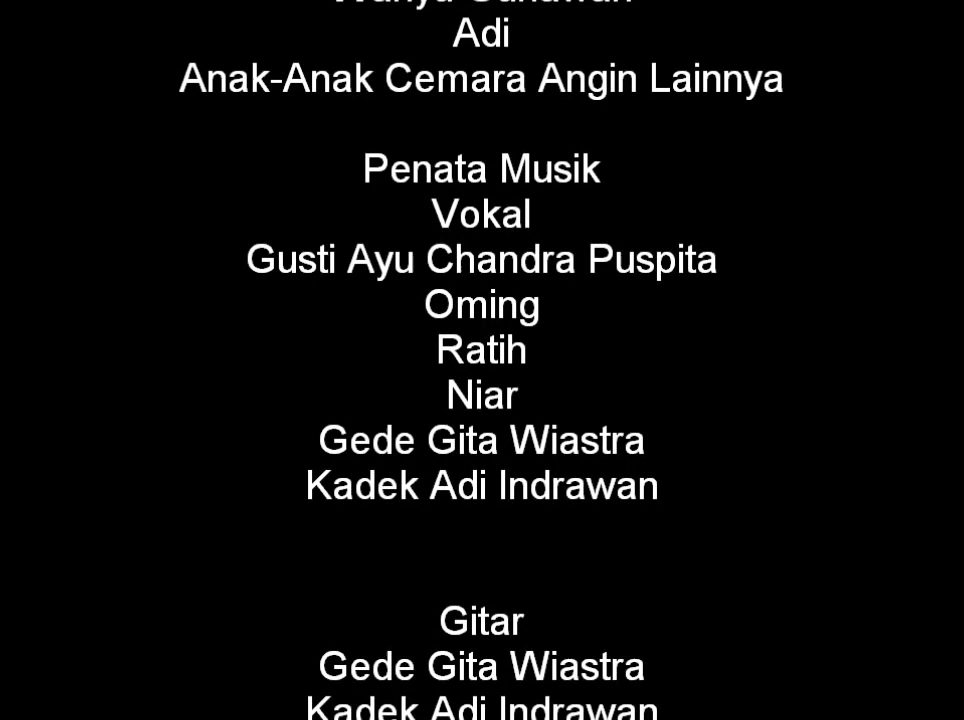 Adi
Anak-Anak Cemara Angin Lainnya
Penata Musik
Vokal
Gusti Ayu Chandra Puspita
Oming
Ratih
Niar
Gede Gita Wiastra
Kadek Adi Indrawan
Gitar
Gede Gita Wiastra
Kadek Adi Indrawan